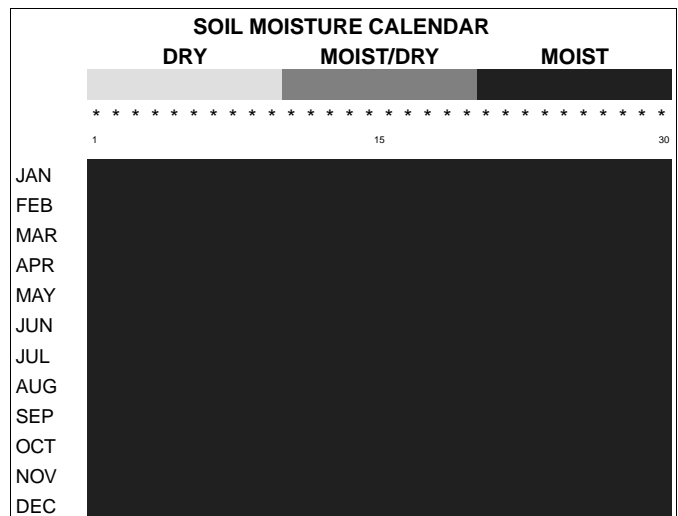 SOIL MOISTURE CALENDAR
DRY MOIST/DRY MOIST
* * * * * * * * * * * * * * * * * * * * * * * * * * * * * *
1 15 30
JAN
FEB
MAR
APR
MAY
JUN
JUL
AUG
SEP
OCT
NOV
DEC